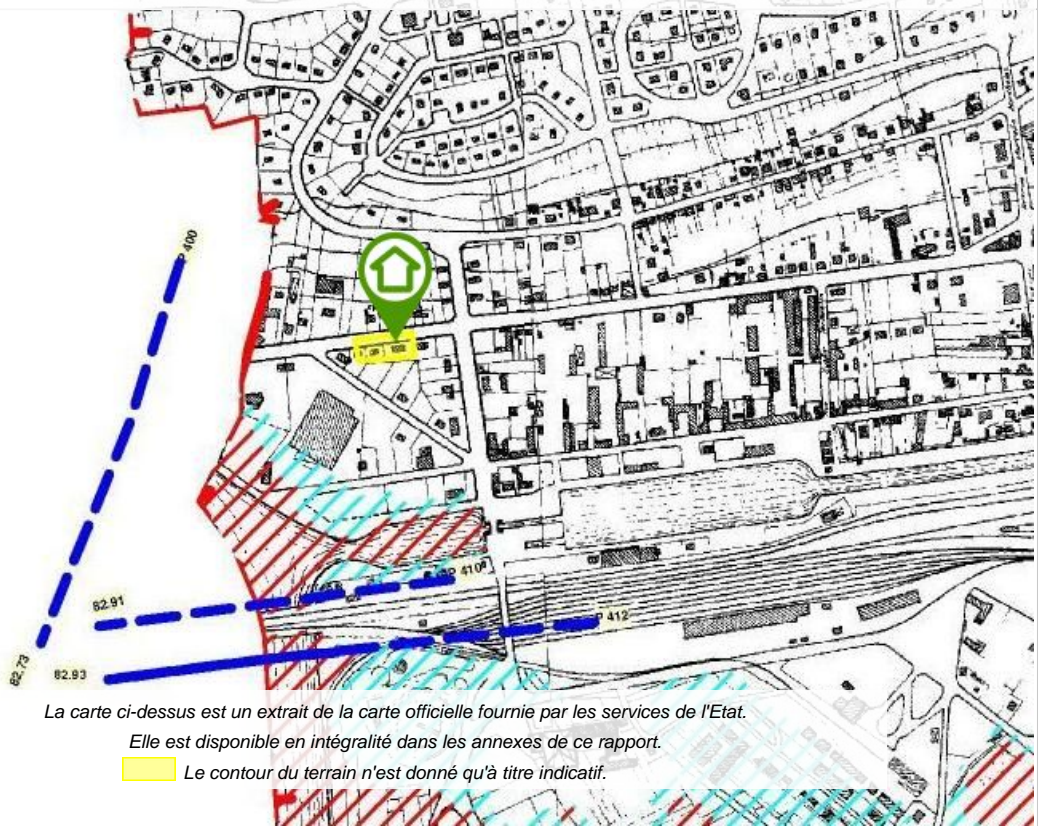 P 400
P 410
P 412
82.91
82.73
82.93
La carte ci-dessus est un extrait de la carte officielle fournie par les services de l'Etat.
Elle est disponible en intégralité dans les annexes de ce rapport.
Le contour du terrain n'est donné qu'à titre indicatif.